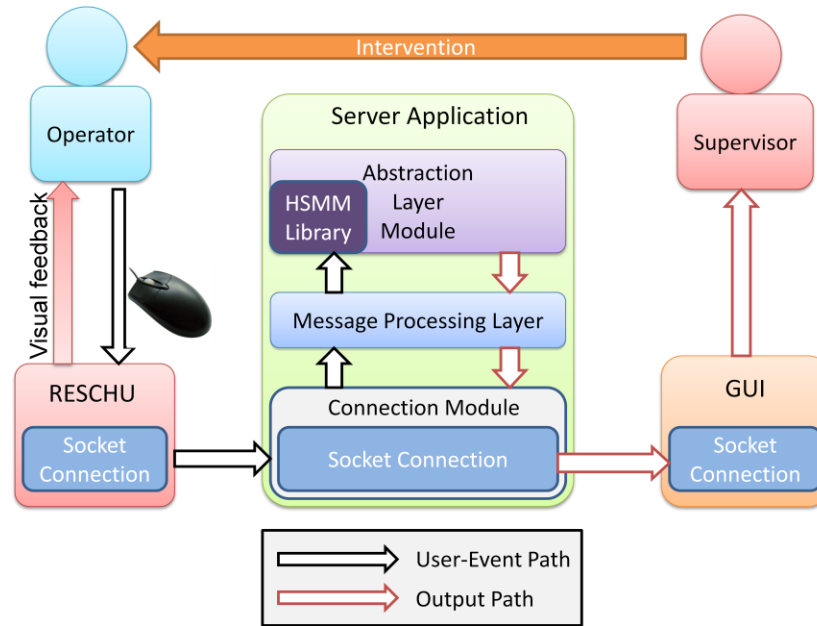 Intervention
Operator
Supervisor
Server Application
Abstraction
Layer
Module
HSMM
Library
Visual feedback
Message Processing Layer
RESCHU
Socket
Connection
Connection Module
Socket Connection
GUI
Socket
Connection
User-Event Path
Output Path